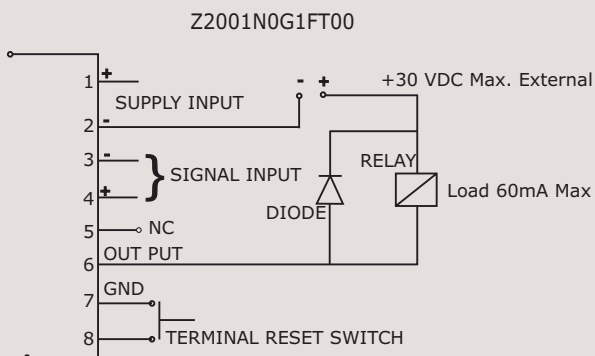 Z2001N0G1FT00
1 +
- + +30 VDC Max. External
SUPPLY INPUT
2 -
3 -
SIGNAL INPUT
RELAY
4 +
Load 60mA Max
DIODE
5 NC
OUT PUT
6
GND
7
8 TERMINAL RESET SWITCH